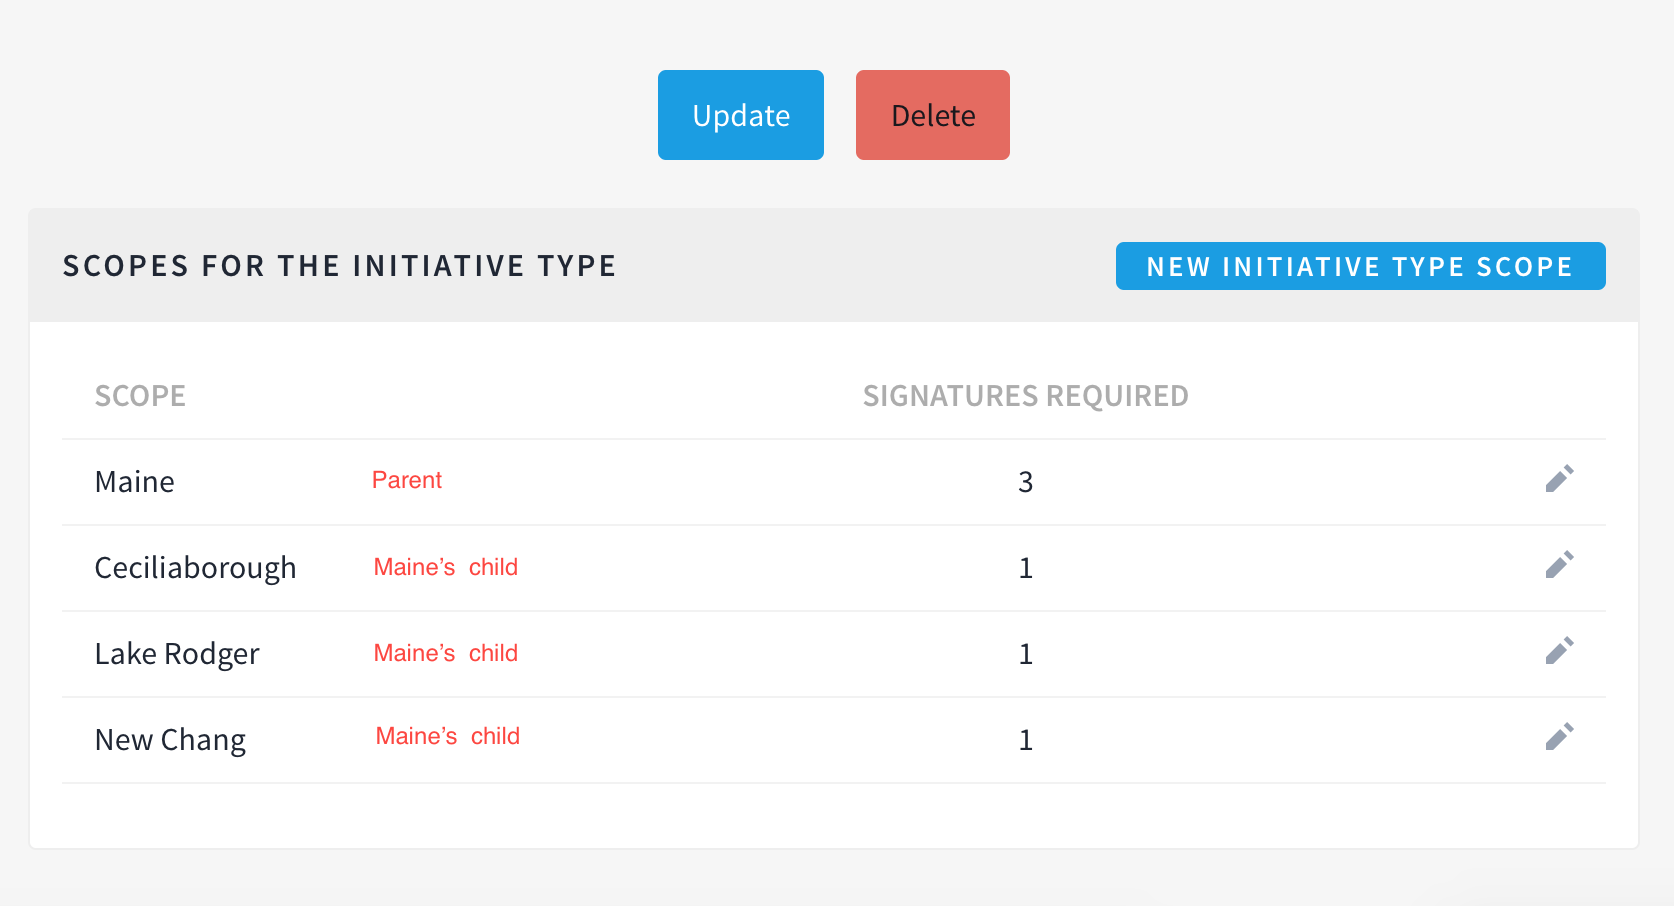 Update Delete
SCOPES FOR THE INITIATIVE TYPE NEW INITIATIVE TYPE SCOPE
SCOPE SIGNATURES REQUIRED
Maine Parent 3
Ceciliaborough Maine’s child 1
Lake Rodger Maine’s child 1
New Chang Maine’s child 1